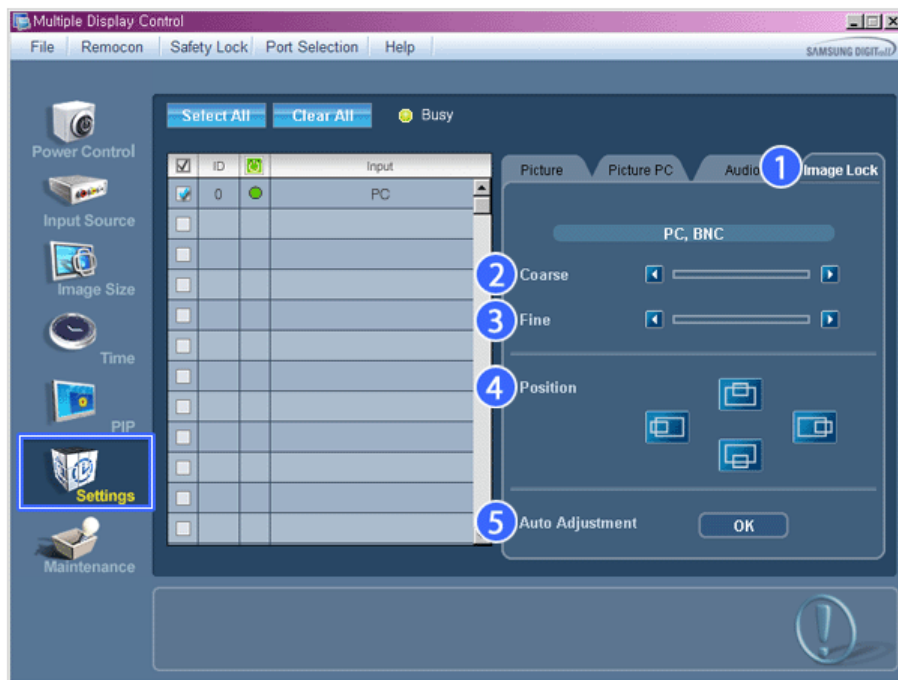 Multiple Display Control
File Remocon Safety Lock Port Selection Help
SAMSUNG DIGITall
Select All Clear All Busy
Power Control
Input Source
Image Size
Time
PIP
Settings
Maintenance
ID Input
0 PC
Picture Picture PC Audio 1 Image Lock
PC, BNC
2 Coarse
3 Fine
4 Position
5 Auto Adjustment OK